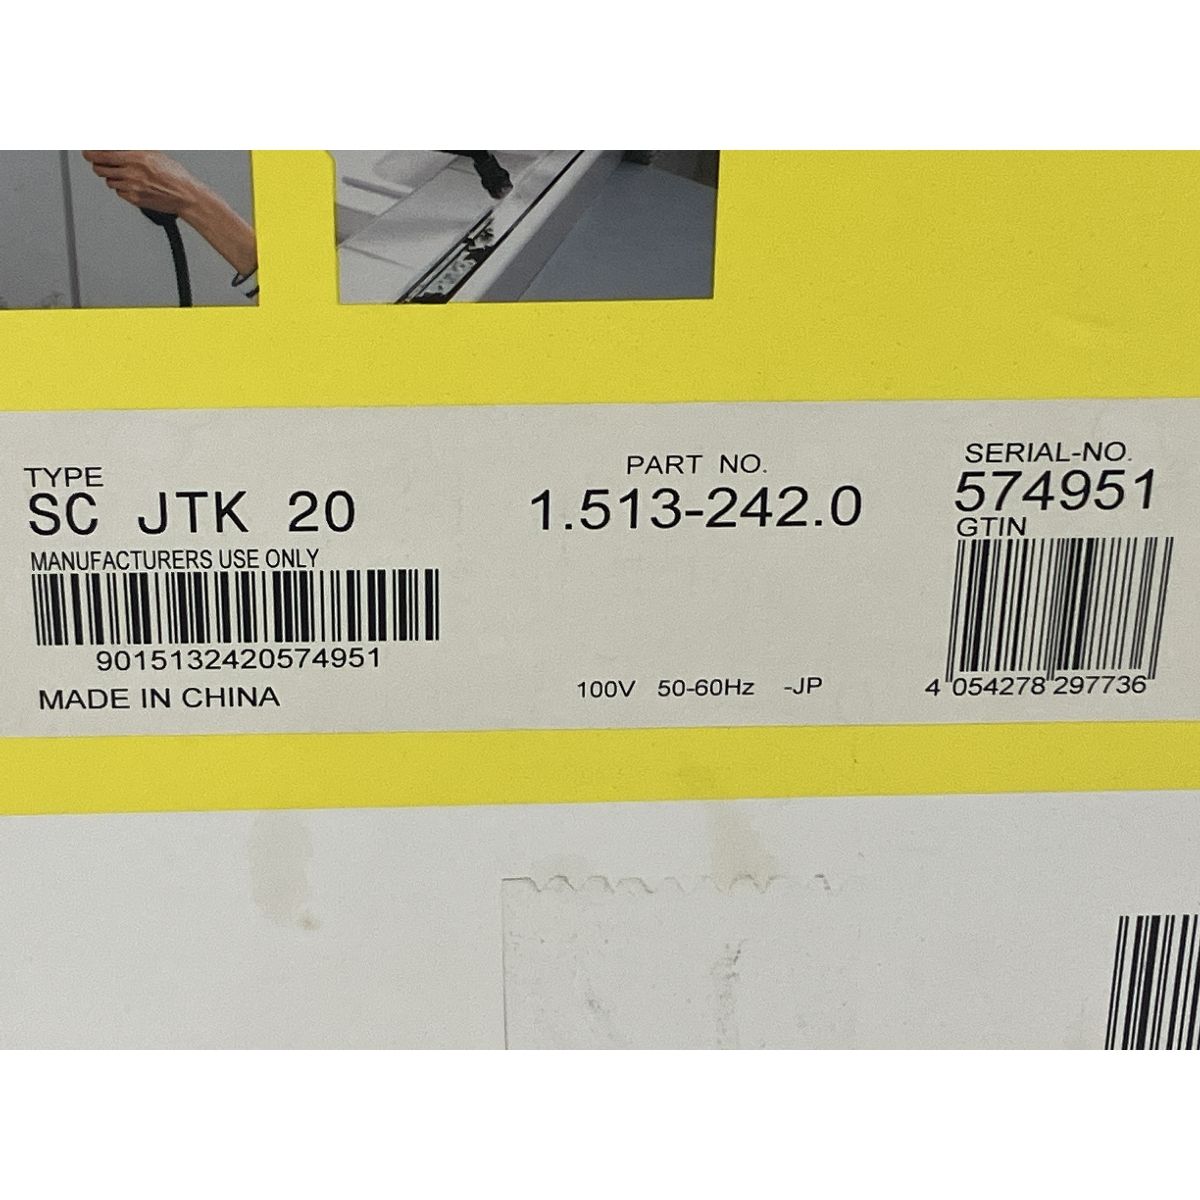 TYPE
SC JTK 20
MANUFACTURERS USE ONLY
9015132420574951
MADE IN CHINA
PART NO.
1.513-242.0
100V 50-60Hz -JP
SERIAL-NO.
574951
GTIN
4 054278 297736